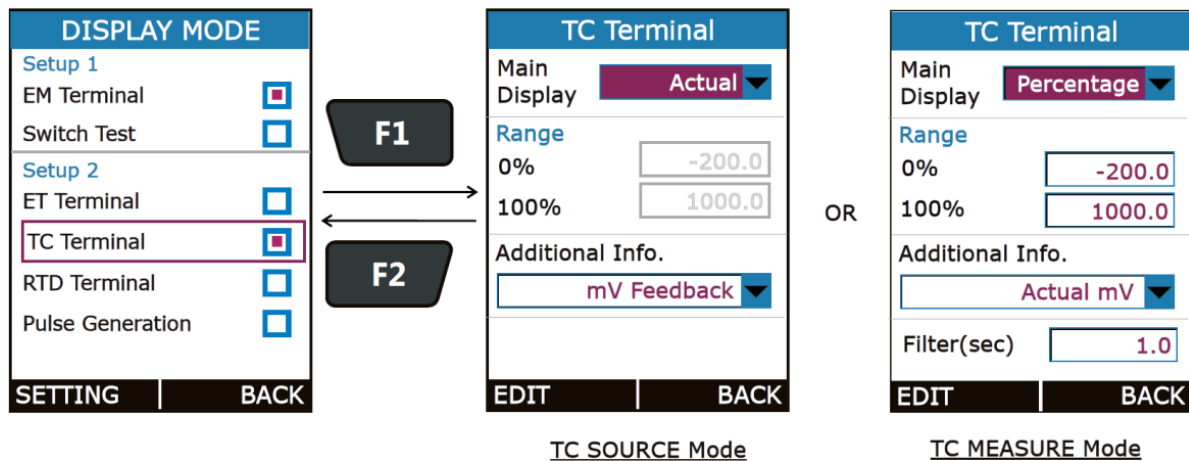 DISPLAY MODE
Setup 1
EM Terminal
Switch Test
Setup 2
ET Terminal
TC Terminal
RTD Terminal
Pulse Generation
SETTING BACK
F1
F2
TC Terminal
Main
Display Actual
Range
0% -200.0
100% 1000.0
Additional Info.
mV Feedback
EDIT BACK
TC SOURCE Mode
OR
TC Terminal
Main
Display Percentage
Range
0% -200.0
100% 1000.0
Additional Info.
Actual mV
Filter(sec) 1.0
EDIT BACK
TC MEASURE Mode